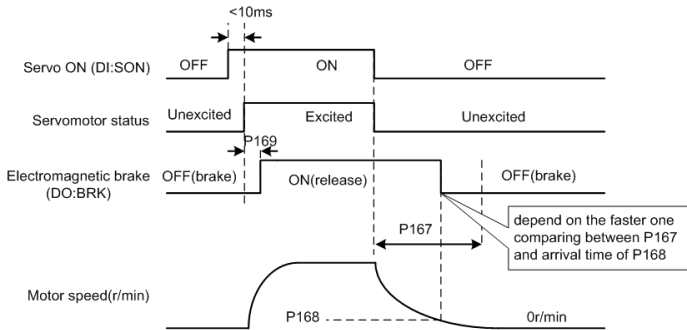 <10ms
Servo ON (DI:SON)
OFF
ON
OFF
Servomotor status
Unexcited
Excited
Unexcited
P169
Electromagnetic brake
(DO:BRK)
OFF(brake)
ON(release)
OFF(brake)
P167
depend on the faster one
comparing between P167
and arrival time of P168
Motor speed(r/min)
P168
0r/min